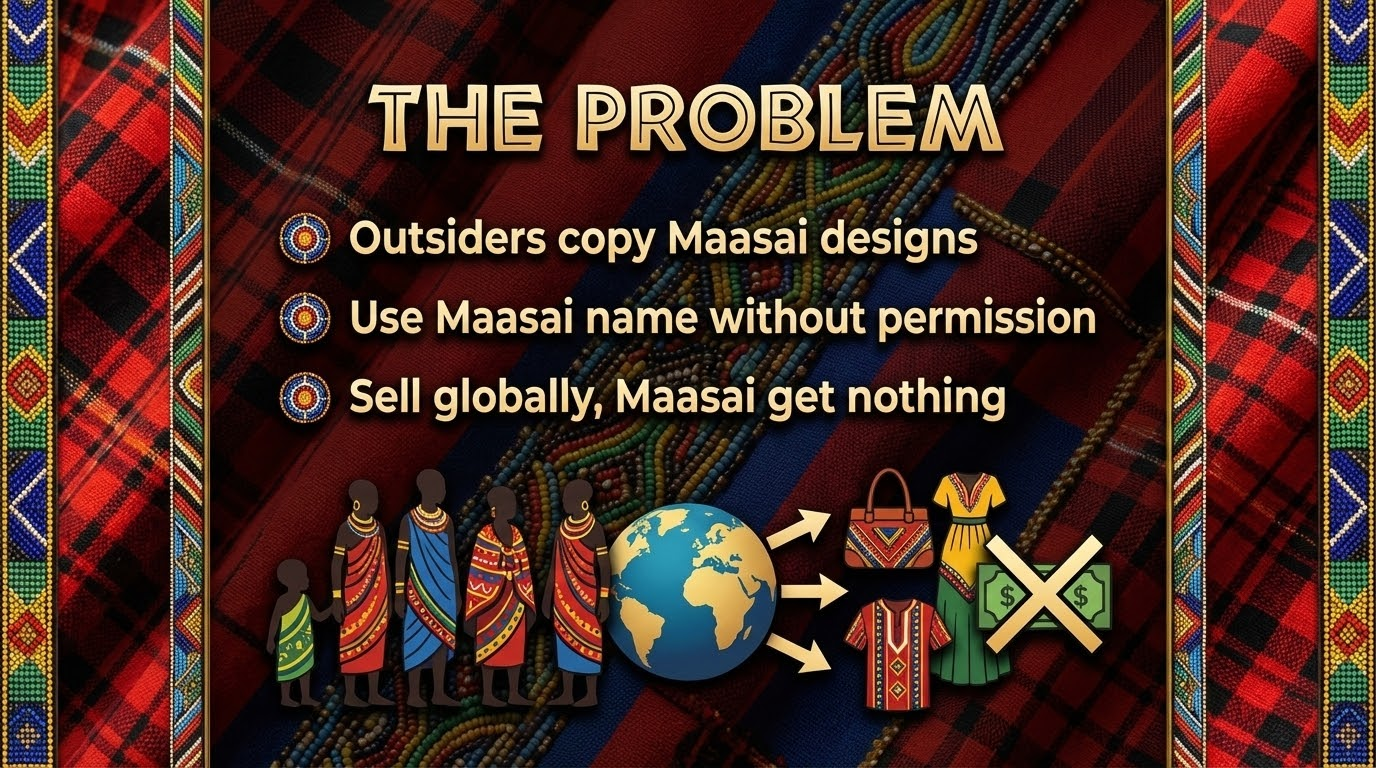 THE PROBLEM
Outsiders copy Maasai designs
Use Maasai name without permission
Sell globally, Maasai get nothing
$ $